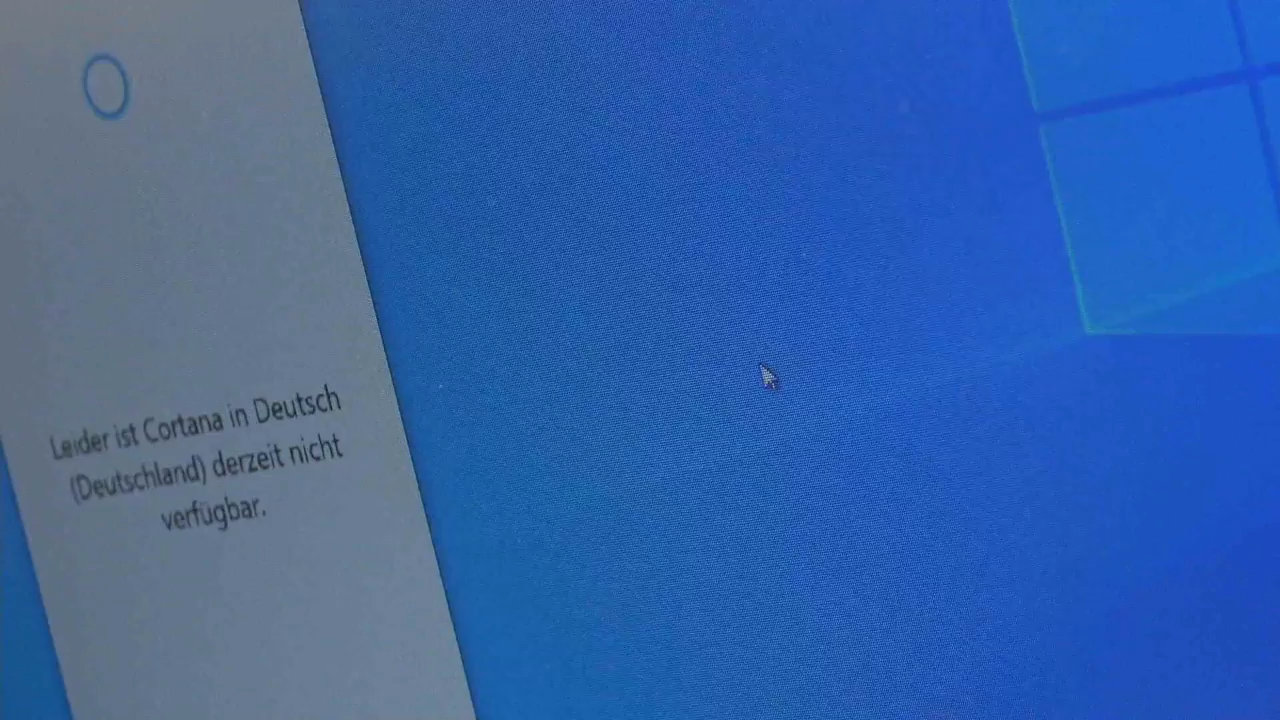 Leider ist Cortana in Deutsch
(Deutschland) derzeit nicht
verfügbar.